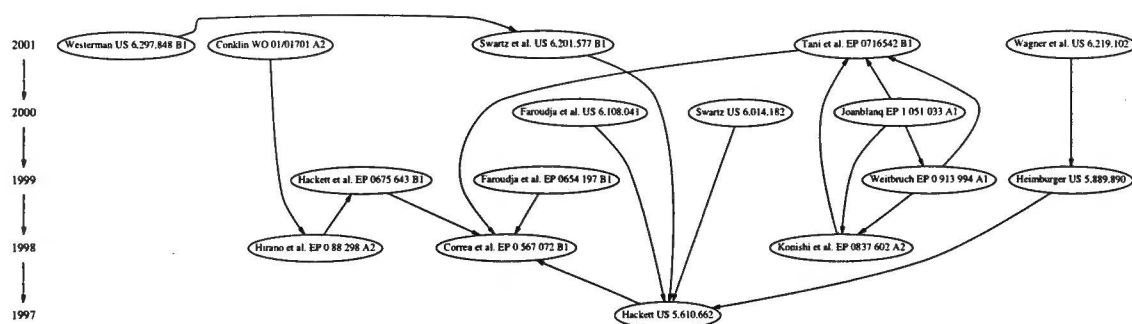 2001
Westerman US 6,297,848 B1
Conklin WO 01/01701 A2
Swartz et al. US 6,201,577 B1
Tani et al. EP 0716542 B1
Wagner et al. US 6,219,102
2000
Faroudja et al. US 6,108,041
Swartz US 6,014,182
Joanblanq EP 1 051 033 A1
1999
Hackett et al. EP 0675 643 B1
Faroudja et al. EP 0654 197 B1
Weitbruch EP 0 913 994 A1
Heimburger US 5,889,890
1998
Hirano et al. EP 0 88 298 A2
Correa et al. EP 0 567 072 B1
Konishi et al. EP 0837 602 A2
1997
Hackett US 5,610,662